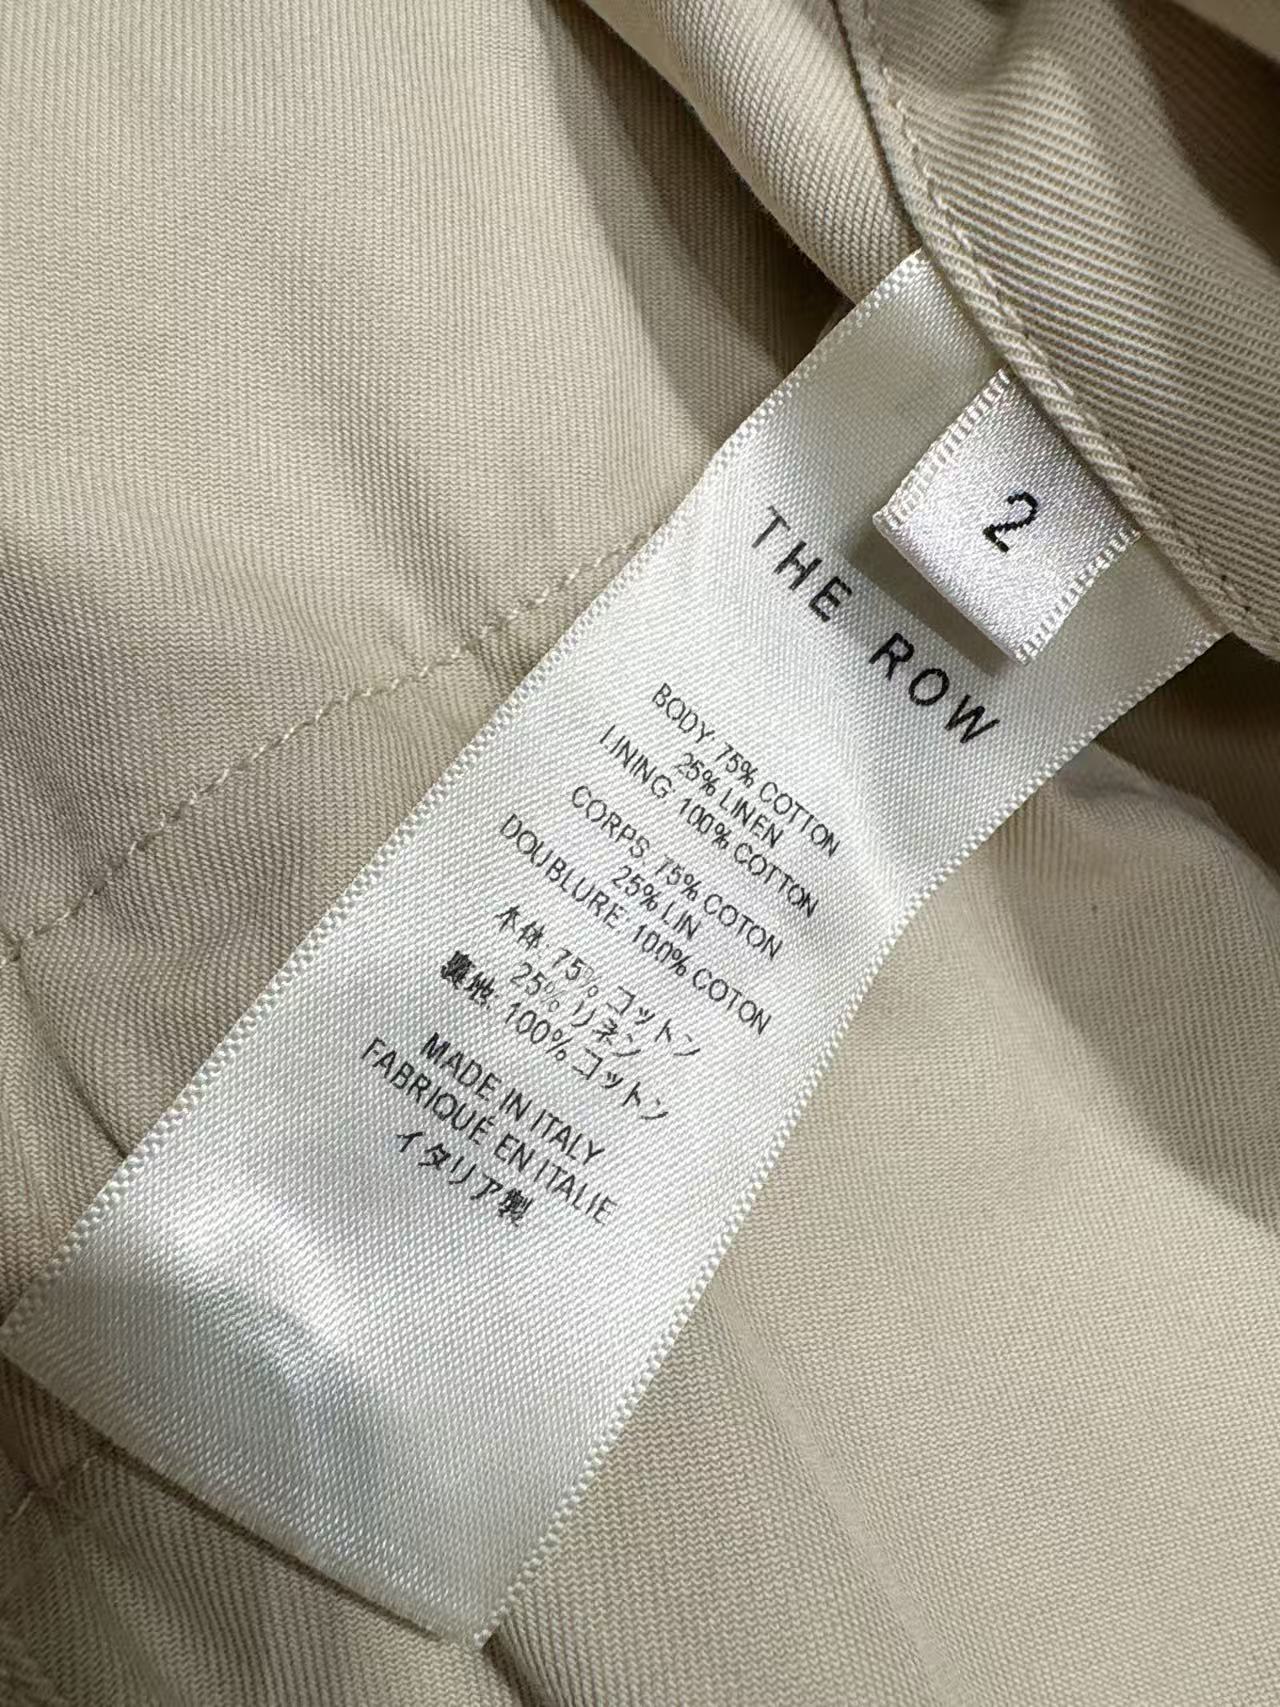 2
THE ROW
BODY 75% COTTON
25% LINEN
LINING 100% COTTON
CORPS 75% COTON
25% LIN
DOUBLURE 100% COTON
本体: 75% コットン
25% リネン
裏地: 100% コットン
MADE IN ITALY
FABRIQUÉ EN ITALIE
イタリア製